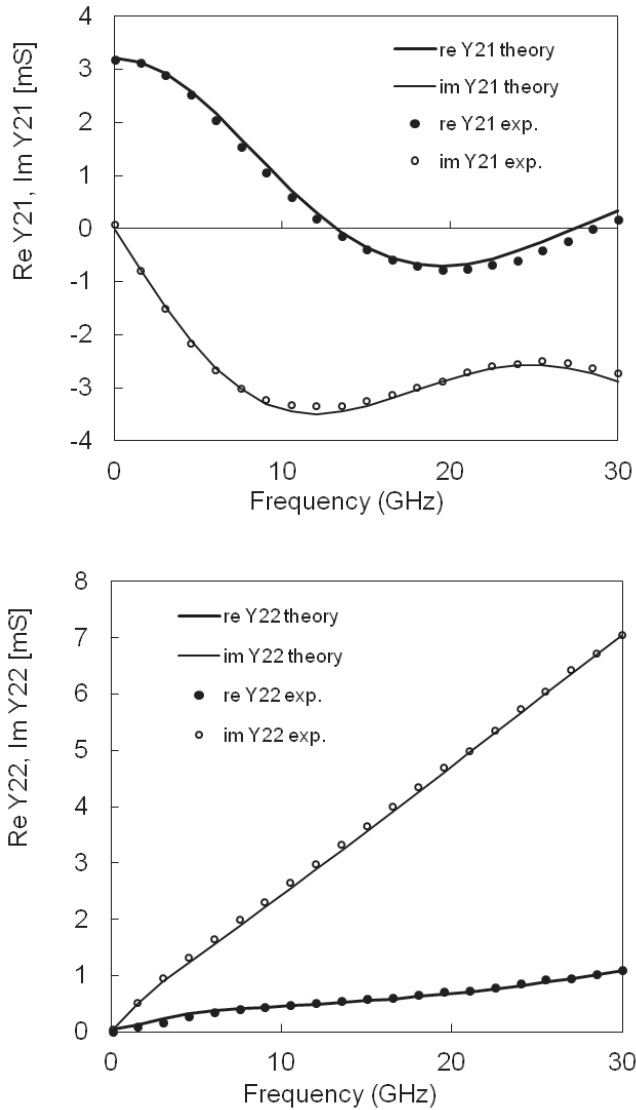 Re Y21, Im Y21 [mS]
4
3
2
1
0
-1
-2
-3
-4
re Y21 theory
im Y21 theory
re Y21 exp.
im Y21 exp.
0
10
20
30
Frequency (GHz)
Re Y22, Im Y22 [mS]
8
7
6
5
4
3
2
1
0
re Y22 theory
im Y22 theory
re Y22 exp.
im Y22 exp.
0
10
20
30
Frequency (GHz)